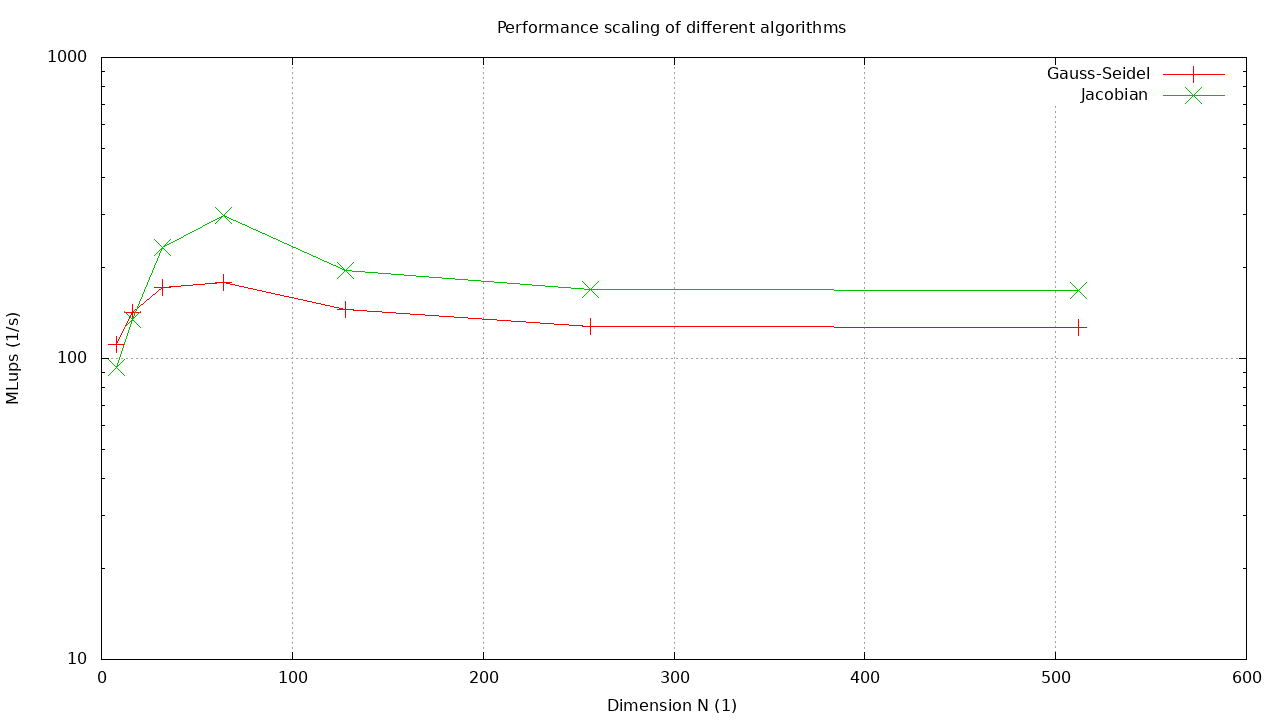 Performance scaling of different algorithms
Gauss-Seidel
Jacobian
MLups (1/s)
1000
100
10
0 100 200 300 400 500 600
Dimension N (1)